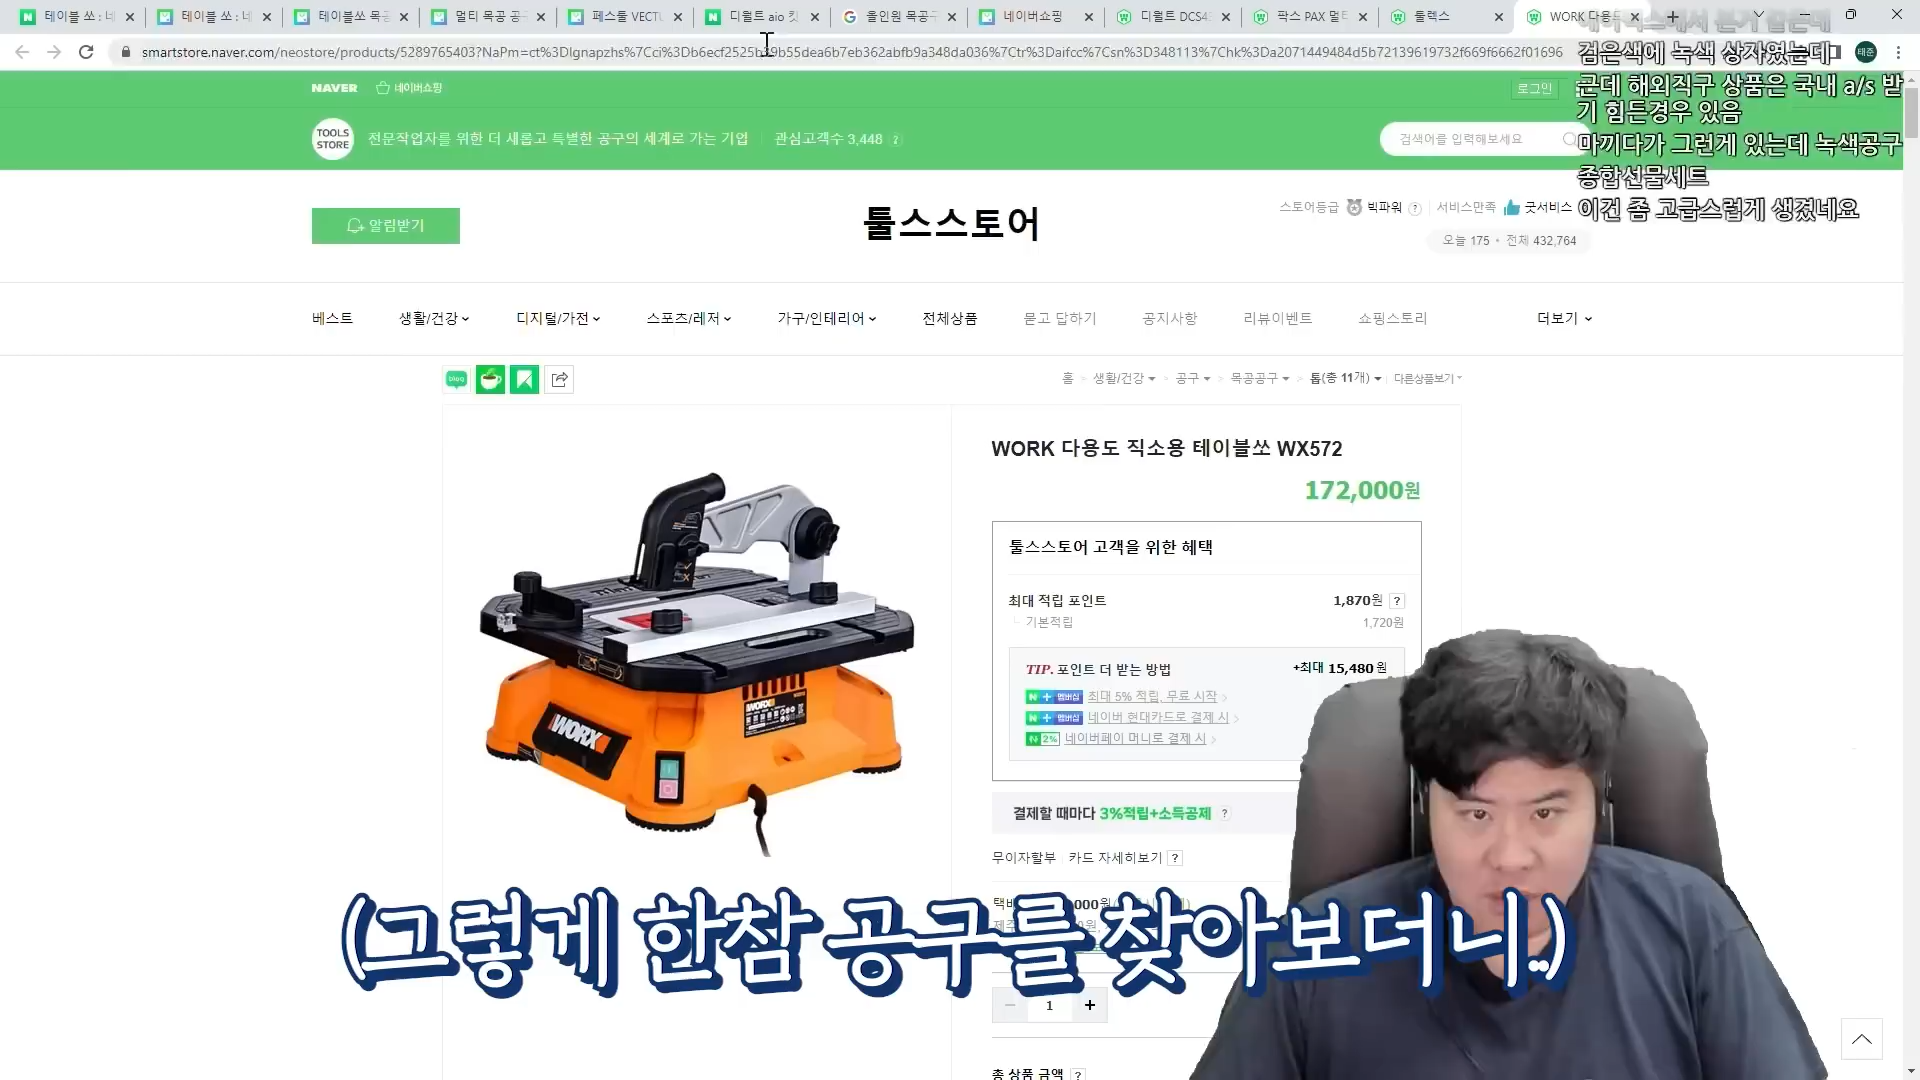 테이블 쏘 : 네
테이블 쏘 : 네
테이블쏘 목공
멀티 목공 공구
페스툴 VECTU
디월트 aio 킷
올인원 목공구
네이버쇼핑
디월트 DCS4
팍스 PAX 멀티
툴렉스
WORK 다용도
smartstore.naver.com/neostore/products/5289765403?NaPm=ct%3Dlgnapzhs%7Cci%3Db6ecf2525b39b55dea6b7eb362abfb9a348da036%7Ctr%3Daifcc%7Csn%3D348113%7Chk%3Da2071449484d5b72139619732f669f6662f01696
태준
검은색에 녹색 상자였는데
근데 해외직구 상품은 국내 a/s 받
기 힘든경우 있음
마끼다가 그런게 있는데 녹색공구
종합선물세트
이건 좀 고급스럽게 생겼네요
NAVER 네이버쇼핑
로그인
TOOLS STORE
전문작업자를 위한 더 새롭고 특별한 공구의 세계로 가는 기업
관심고객수 3,448 ?
검색어를 입력해보세요
알림받기
툴스스토어
스토어등급 빅파워 ? 서비스만족 굿서비스
오늘 175 • 전체 432,764
베스트 생활/건강 디지털/가전 스포츠/레저 가구/인테리어 전체상품 묻고 답하기 공지사항 리뷰이벤트 쇼핑스토리 더보기
blog
홈 > 생활/건강 > 공구 > 목공공구 > 톱(총 11개) 다른상품보기
WORK 다용도 직소용 테이블쏘 WX572
172,000원
툴스스토어 고객을 위한 혜택
최대 적립 포인트 1,870원 ?
기본적립 1,720원
TIP. 포인트 더 받는 방법 +최대 15,480 원
N+ 멤버십 최대 5% 적립, 무료 시작 >
N+ 멤버십 네이버 현대카드로 결제 시 >
N 2% 네이버페이 머니로 결제 시 >
결제할 때마다 3%적립+소득공제 ?
무이자할부 카드 자세히보기 ?
WORX
WORX
(그렇게 한참 공구를 찾아보더니..)
− 1 +
총 상품 금액 ?